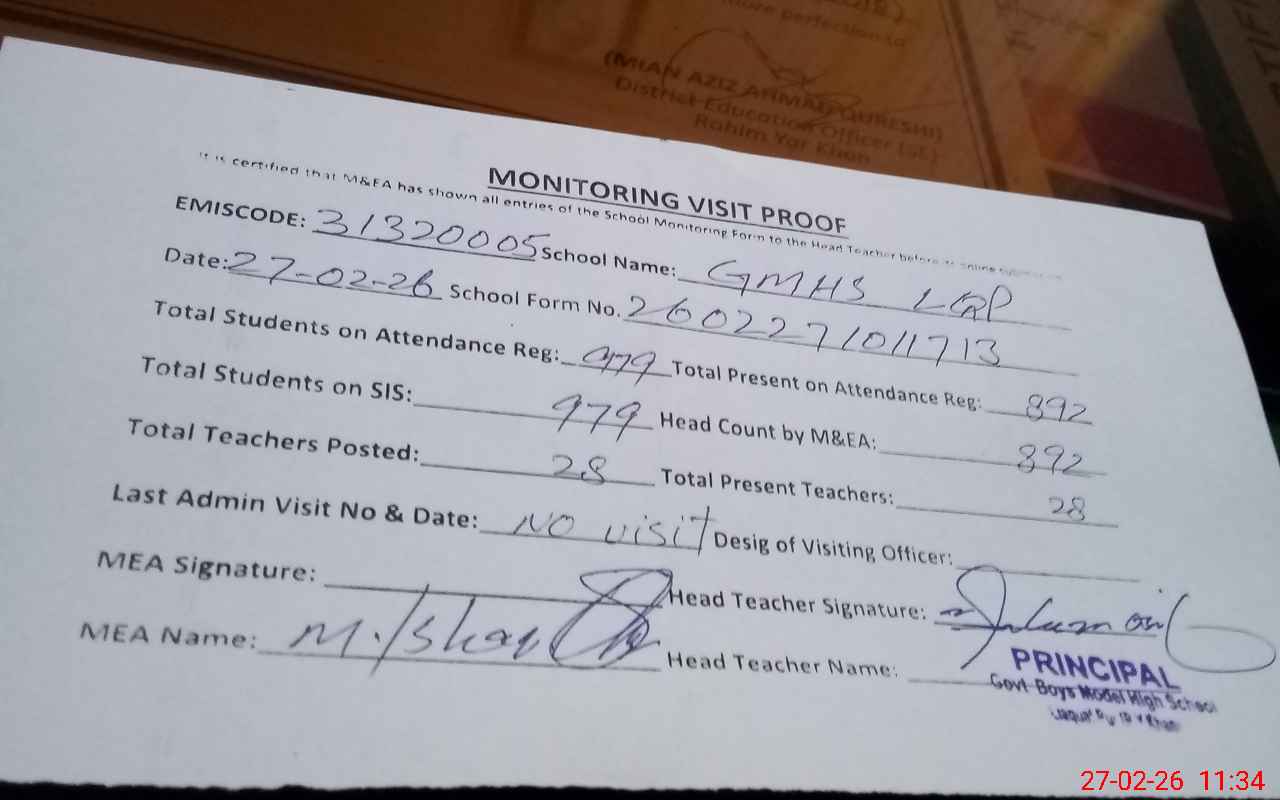 more perfection to
(MIAN AZIZ AHMAD QURESHI)
District Education Officer (SE)
Rahim Yar Khan
MONITORING VISIT PROOF
It is certified that M&EA has shown all entries of the School Monitoring Form to the Head Teacher before
EMISCODE: 31320005 School Name: GMHS LQP
Date: 27-02-26 School Form No. 2602271011713
Total Students on Attendance Reg: 979 Total Present on Attendance Reg: 892
Total Students on SIS: 979 Head Count by M&EA: 892
Total Teachers Posted: 28 Total Present Teachers: 28
Last Admin Visit No & Date: NO visit Desig of Visiting Officer:
MEA Signature: Head Teacher Signature:
MEA Name: M. Head Teacher Name:
PRINCIPAL
Govt Boys Model High School
27-02-26 11:34